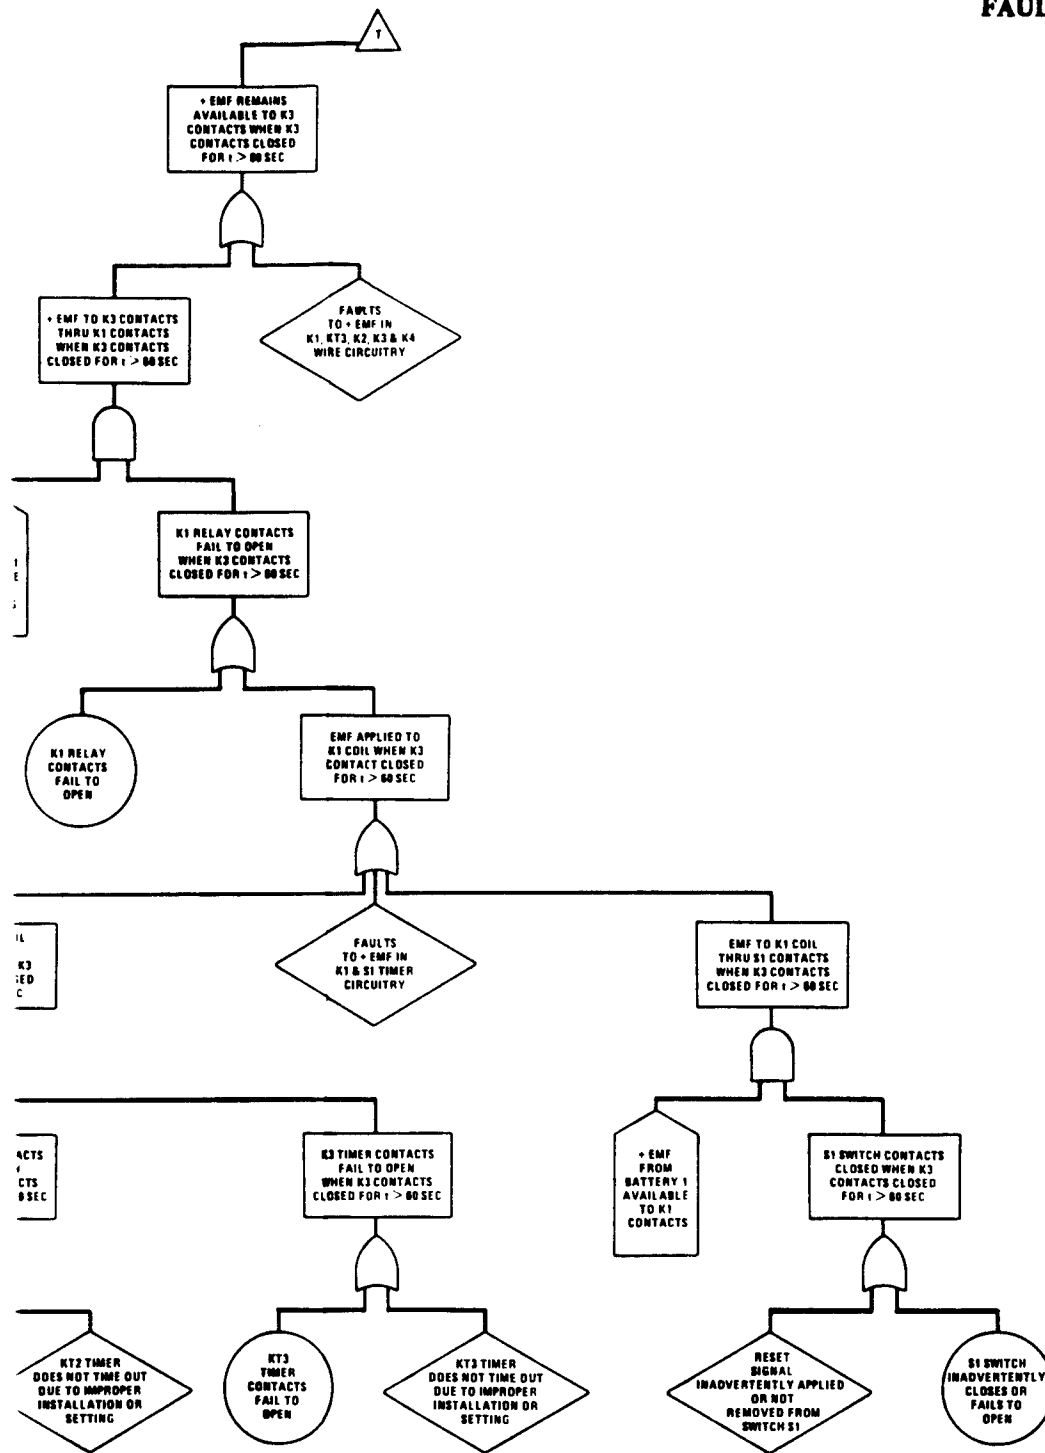 FAUL
T
+ EMF REMAINS
AVAILABLE TO K3
CONTACTS WHEN K3
CONTACTS CLOSED
FOR t > 60 SEC
+ EMF TO K3 CONTACTS
THRU K1 CONTACTS
WHEN K3 CONTACTS
CLOSED FOR t > 60 SEC
FAULTS
TO + EMF IN
K1, KT3, K2, K3 & K4
WIRE CIRCUITRY
K1 RELAY CONTACTS
FAIL TO OPEN
WHEN K3 CONTACTS
CLOSED FOR t > 60 SEC
1
E
S
K1 RELAY
CONTACTS
FAIL TO
OPEN
EMF APPLIED TO
K1 COIL WHEN K3
CONTACT CLOSED
FOR t > 60 SEC
IL
K3
SED
C
FAULTS
TO + EMF IN
K1 & S1 TIMER
CIRCUITRY
EMF TO K1 COIL
THRU S1 CONTACTS
WHEN K3 CONTACTS
CLOSED FOR t > 60 SEC
ACTS
CTS
0 SEC
K3 TIMER CONTACTS
FAIL TO OPEN
WHEN K3 CONTACTS
CLOSED FOR t > 60 SEC
+ EMF
FROM
BATTERY 1
AVAILABLE
TO K1
CONTACTS
S1 SWITCH CONTACTS
CLOSED WHEN K3
CONTACTS CLOSED
FOR t > 60 SEC
KT2 TIMER
DOES NOT TIME OUT
DUE TO IMPROPER
INSTALLATION OR
SETTING
KT3
TIMER
CONTACTS
FAIL TO
OPEN
KT3 TIMER
DOES NOT TIME OUT
DUE TO IMPROPER
INSTALLATION OR
SETTING
RESET
SIGNAL
INADVERTENTLY APPLIED
OR NOT
REMOVED FROM
SWITCH S1
S1 SWITCH
INADVERTENTLY
CLOSES OR
FAILS TO
OPEN